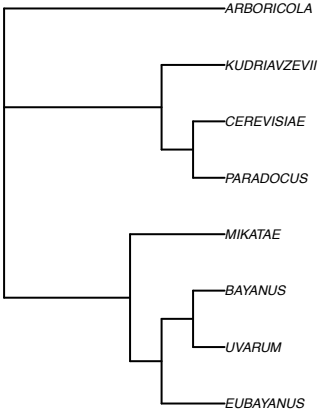 ARBORICOLA
KUDRIAVZEVII
CEREVISIAE
PARADOCUS
MIKATAE
BAYANUS
UVARUM
EUBAYANUS